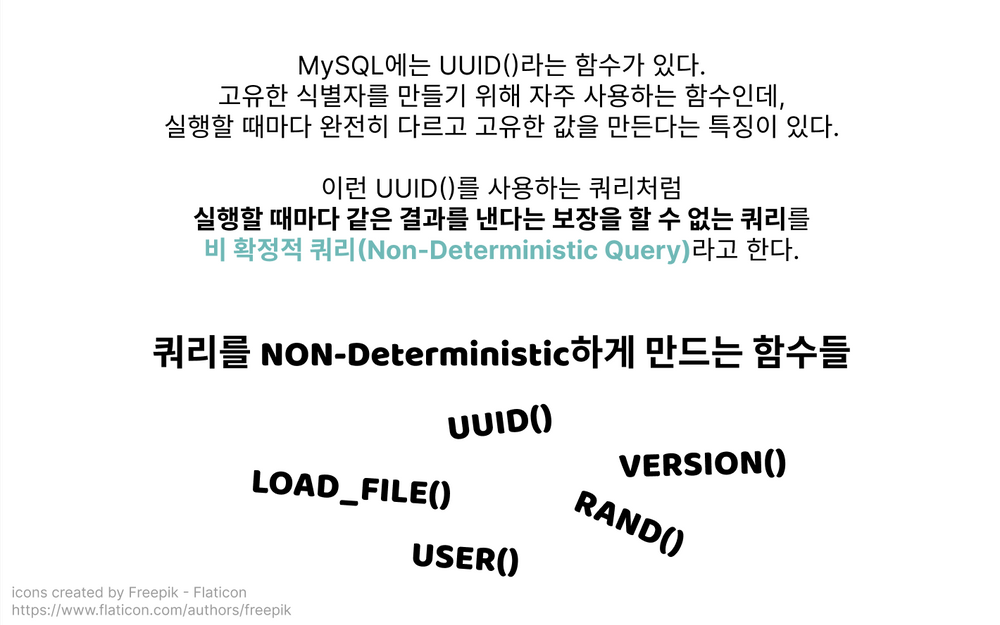 MySQL에는 UUID()라는 함수가 있다.
고유한 식별자를 만들기 위해 자주 사용하는 함수인데,
실행할 때마다 완전히 다르고 고유한 값을 만든다는 특징이 있다.
이런 UUID()를 사용하는 쿼리처럼
실행할 때마다 같은 결과를 낸다는 보장을 할 수 없는 쿼리를
비 확정적 쿼리(Non-Deterministic Query)라고 한다.
쿼리를 NON-Deterministic하게 만드는 함수들
UUID()
VERSION()
LOAD_FILE()
RAND()
USER()
icons created by Freepik - Flaticon
https://www.flaticon.com/authors/freepik